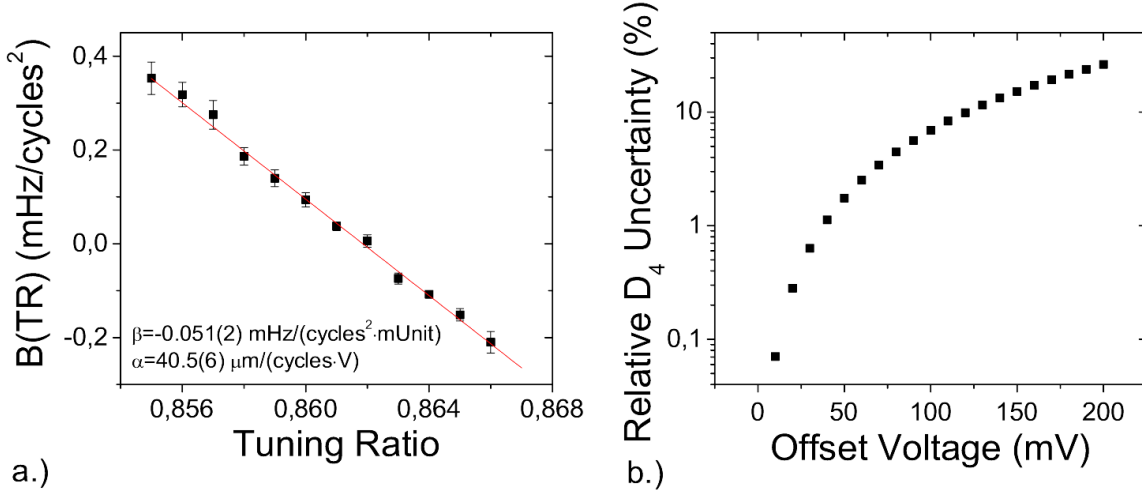 B(TR) (mHz/cycles²)
0,4
0,2
0,0
-0,2
β=-0.051(2) mHz/(cycles²·mUnit)
α=40.5(6) μm/(cycles·V)
0,856 0,860 0,864 0,868
Tuning Ratio
a.)
Relative D₄ Uncertainty (%)
10
1
0,1
0 50 100 150 200
Offset Voltage (mV)
b.)